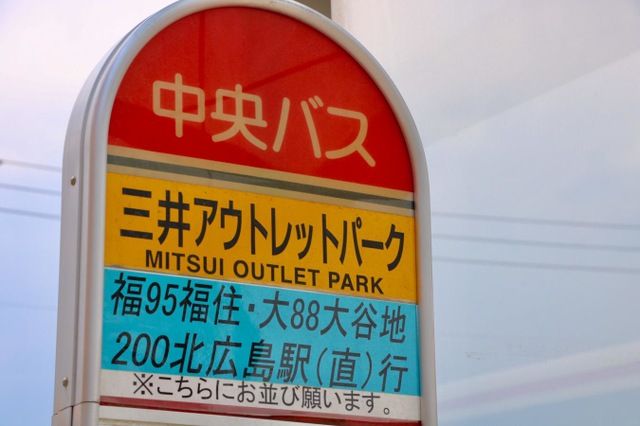 中央バス
三井アウトレットパーク
MITSUI OUTLET PARK
福95福住・大88大谷地
200北広島駅(直)行
※こちらにお並び願います。